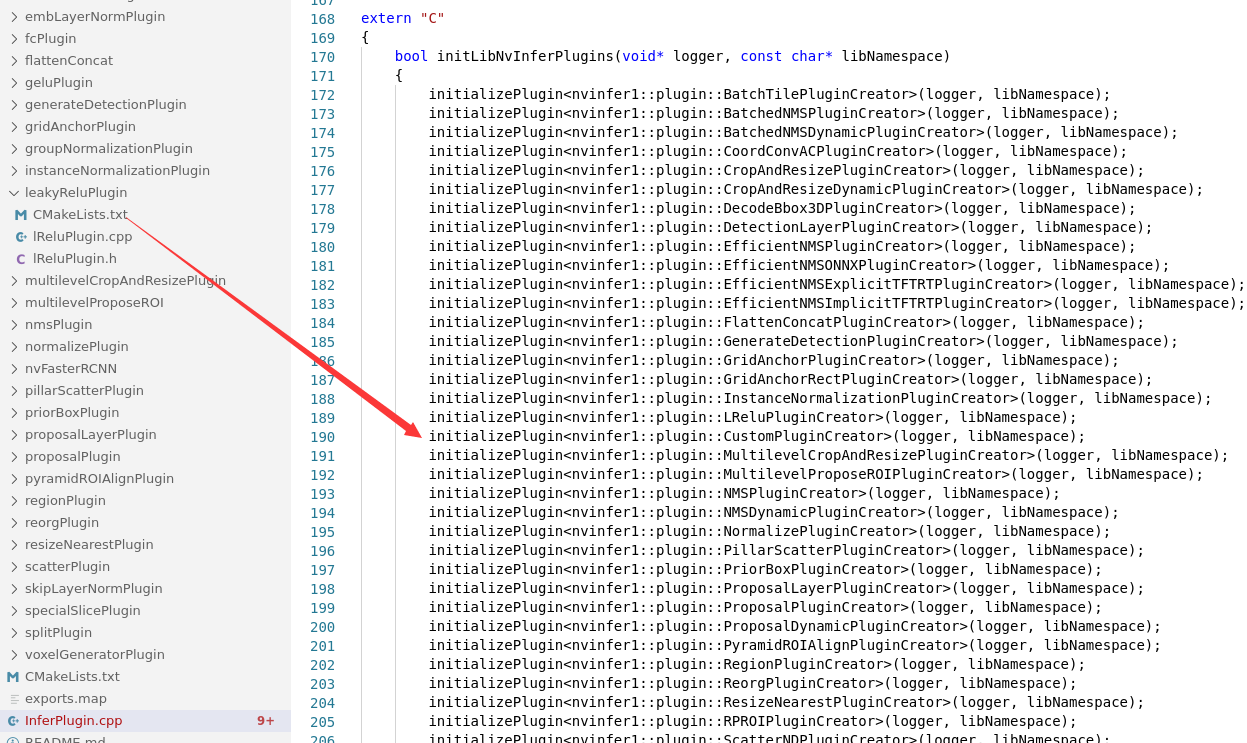 embLayerNormPlugin
fcPlugin
flattenConcat
geluPlugin
generateDetectionPlugin
gridAnchorPlugin
groupNormalizationPlugin
instanceNormalizationPlugin
leakyReluPlugin
CMakeLists.txt
lReluPlugin.cpp
lReluPlugin.h
multilevelCropAndResizePlugin
multilevelProposeROI
nmsPlugin
normalizePlugin
nvFasterRCNN
pillarScatterPlugin
priorBoxPlugin
proposalLayerPlugin
proposalPlugin
pyramidROIAlignPlugin
regionPlugin
reorgPlugin
resizeNearestPlugin
scatterPlugin
skipLayerNormPlugin
specialSlicePlugin
splitPlugin
voxelGeneratorPlugin
CMakeLists.txt
exports.map
InferPlugin.cpp 9+
README.md
167
168 extern "C"
169 {
170 bool initLibNvInferPlugins(void* logger, const char* libNamespace)
171 {
172 initializePlugin<nvinfer1::plugin::BatchTilePluginCreator>(logger, libNamespace);
173 initializePlugin<nvinfer1::plugin::BatchedNMSPluginCreator>(logger, libNamespace);
174 initializePlugin<nvinfer1::plugin::BatchedNMSDynamicPluginCreator>(logger, libNamespace);
175 initializePlugin<nvinfer1::plugin::CoordConvACPluginCreator>(logger, libNamespace);
176 initializePlugin<nvinfer1::plugin::CropAndResizePluginCreator>(logger, libNamespace);
177 initializePlugin<nvinfer1::plugin::CropAndResizeDynamicPluginCreator>(logger, libNamespace);
178 initializePlugin<nvinfer1::plugin::DecodeBbox3DPluginCreator>(logger, libNamespace);
179 initializePlugin<nvinfer1::plugin::DetectionLayerPluginCreator>(logger, libNamespace);
180 initializePlugin<nvinfer1::plugin::EfficientNMSPluginCreator>(logger, libNamespace);
181 initializePlugin<nvinfer1::plugin::EfficientNMSONNXPluginCreator>(logger, libNamespace);
182 initializePlugin<nvinfer1::plugin::EfficientNMSExplicitTFTRTPluginCreator>(logger, libNamespace);
183 initializePlugin<nvinfer1::plugin::EfficientNMSImplicitTFTRTPluginCreator>(logger, libNamespace);
184 initializePlugin<nvinfer1::plugin::FlattenConcatPluginCreator>(logger, libNamespace);
185 initializePlugin<nvinfer1::plugin::GenerateDetectionPluginCreator>(logger, libNamespace);
186 initializePlugin<nvinfer1::plugin::GridAnchorPluginCreator>(logger, libNamespace);
187 initializePlugin<nvinfer1::plugin::GridAnchorRectPluginCreator>(logger, libNamespace);
188 initializePlugin<nvinfer1::plugin::InstanceNormalizationPluginCreator>(logger, libNamespace);
189 initializePlugin<nvinfer1::plugin::LReluPluginCreator>(logger, libNamespace);
190 initializePlugin<nvinfer1::plugin::CustomPluginCreator>(logger, libNamespace);
191 initializePlugin<nvinfer1::plugin::MultilevelCropAndResizePluginCreator>(logger, libNamespace);
192 initializePlugin<nvinfer1::plugin::MultilevelProposeROIPluginCreator>(logger, libNamespace);
193 initializePlugin<nvinfer1::plugin::NMSPluginCreator>(logger, libNamespace);
194 initializePlugin<nvinfer1::plugin::NMSDynamicPluginCreator>(logger, libNamespace);
195 initializePlugin<nvinfer1::plugin::NormalizePluginCreator>(logger, libNamespace);
196 initializePlugin<nvinfer1::plugin::PillarScatterPluginCreator>(logger, libNamespace);
197 initializePlugin<nvinfer1::plugin::PriorBoxPluginCreator>(logger, libNamespace);
198 initializePlugin<nvinfer1::plugin::ProposalLayerPluginCreator>(logger, libNamespace);
199 initializePlugin<nvinfer1::plugin::ProposalPluginCreator>(logger, libNamespace);
200 initializePlugin<nvinfer1::plugin::ProposalDynamicPluginCreator>(logger, libNamespace);
201 initializePlugin<nvinfer1::plugin::PyramidROIAlignPluginCreator>(logger, libNamespace);
202 initializePlugin<nvinfer1::plugin::RegionPluginCreator>(logger, libNamespace);
203 initializePlugin<nvinfer1::plugin::ReorgPluginCreator>(logger, libNamespace);
204 initializePlugin<nvinfer1::plugin::ResizeNearestPluginCreator>(logger, libNamespace);
205 initializePlugin<nvinfer1::plugin::RPROIPluginCreator>(logger, libNamespace);
206 initializePlugin<nvinfer1::plugin::ScatterNDPluginCreator>(logger, libNamespace);